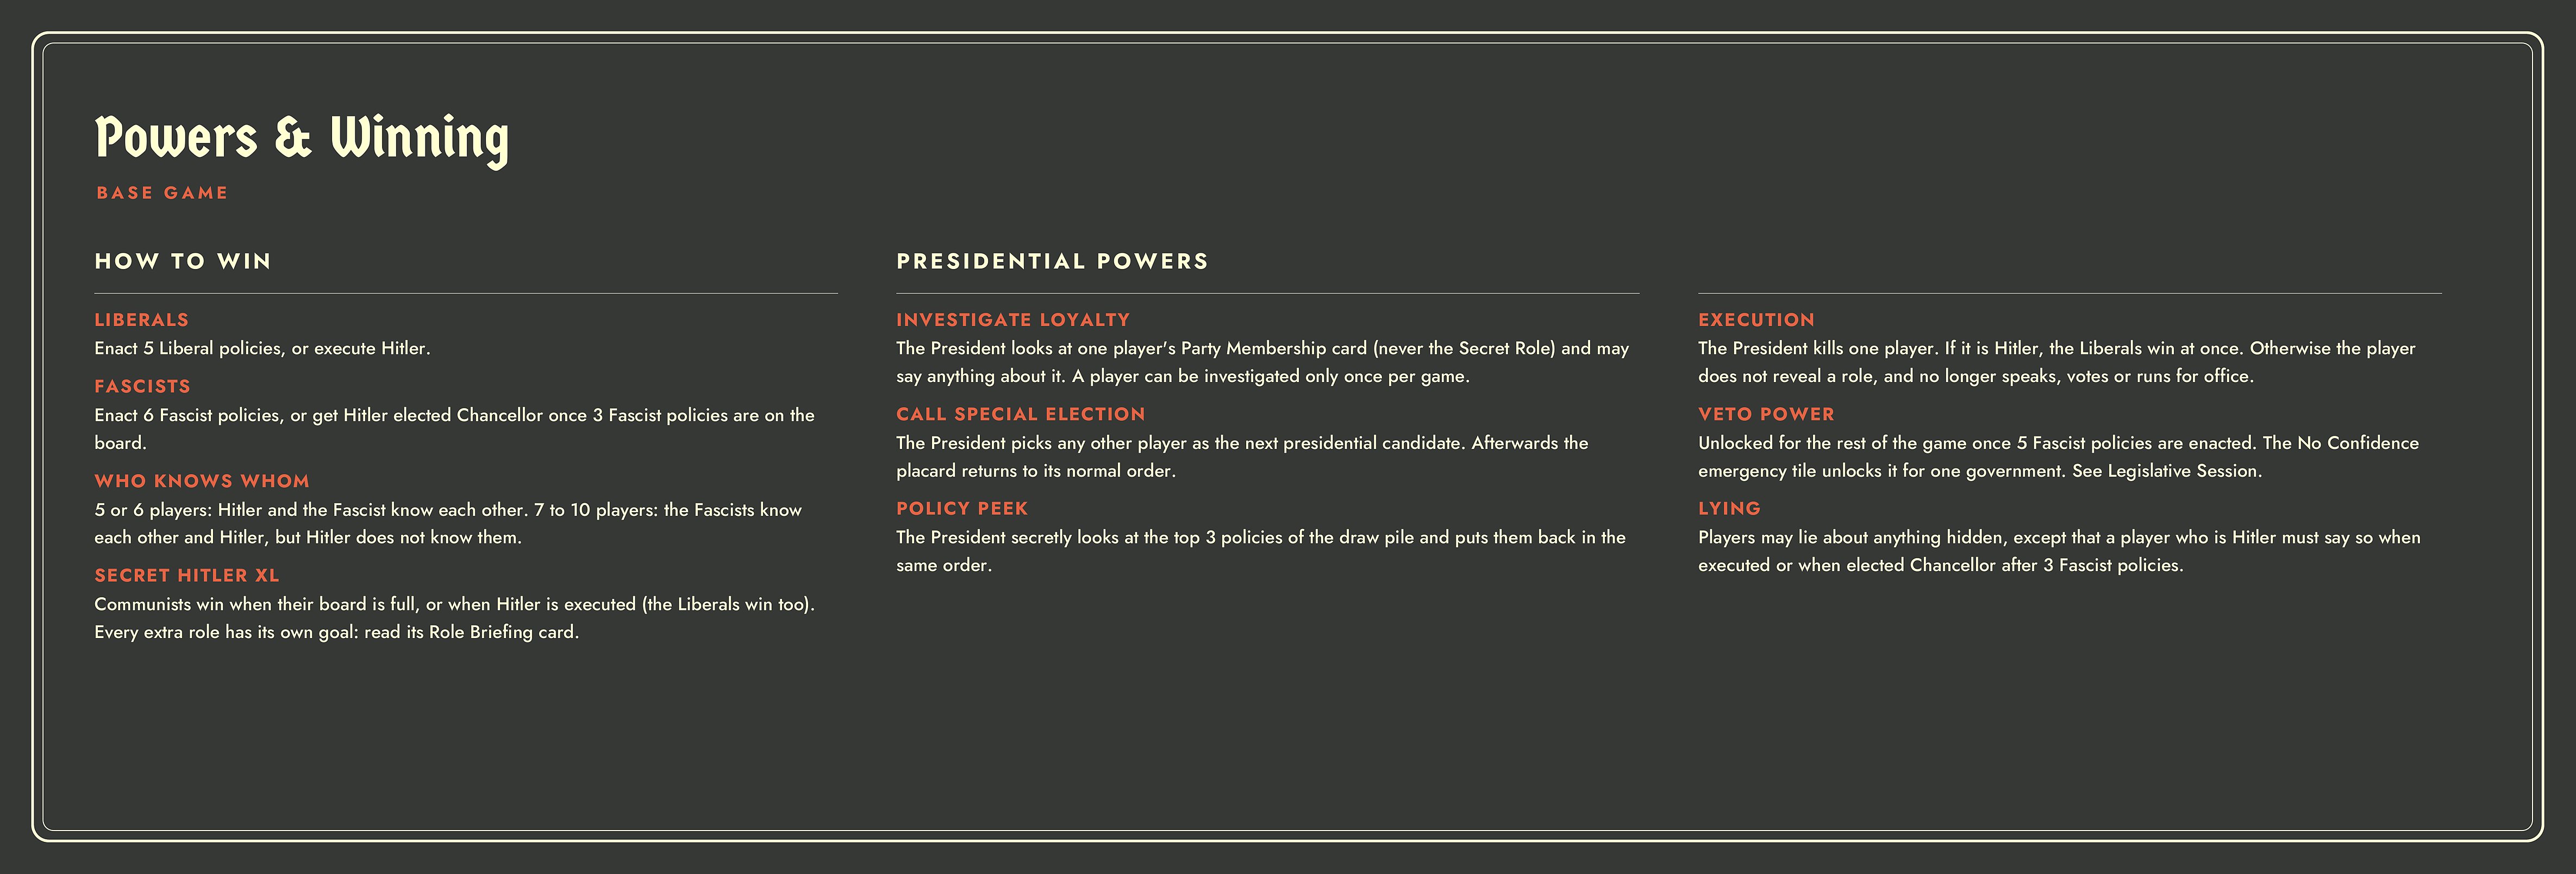 Powers & Winning
BASE GAME
HOW TO WIN
LIBERALS
Enact 5 Liberal policies, or execute Hitler.
FASCISTS
Enact 6 Fascist policies, or get Hitler elected Chancellor once 3 Fascist policies are on the
board.
WHO KNOWS WHOM
5 or 6 players: Hitler and the Fascist know each other. 7 to 10 players: the Fascists know
each other and Hitler, but Hitler does not know them.
SECRET HITLER XL
Communists win when their board is full, or when Hitler is executed (the Liberals win too).
Every extra role has its own goal: read its Role Briefing card.
PRESIDENTIAL POWERS
INVESTIGATE LOYALTY
The President looks at one player's Party Membership card (never the Secret Role) and may
say anything about it. A player can be investigated only once per game.
CALL SPECIAL ELECTION
The President picks any other player as the next presidential candidate. Afterwards the
placard returns to its normal order.
POLICY PEEK
The President secretly looks at the top 3 policies of the draw pile and puts them back in the
same order.
EXECUTION
The President kills one player. If it is Hitler, the Liberals win at once. Otherwise the player
does not reveal a role, and no longer speaks, votes or runs for office.
VETO POWER
Unlocked for the rest of the game once 5 Fascist policies are enacted. The No Confidence
emergency tile unlocks it for one government. See Legislative Session.
LYING
Players may lie about anything hidden, except that a player who is Hitler must say so when
executed or when elected Chancellor after 3 Fascist policies.